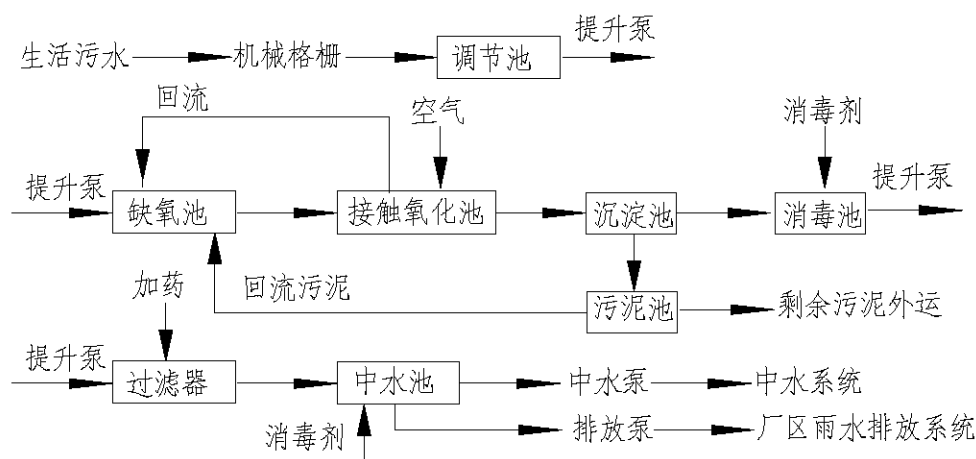 提升泵
生活污水 机械格栅 调节池
回流 空气 消毒剂
提升泵 缺氧池 接触氧化池 沉淀池 消毒池 提升泵
加药 回流污泥 污泥池 剩余污泥外运
提升泵 过滤器 中水池 中水泵 中水系统
消毒剂 排放泵 厂区雨水排放系统